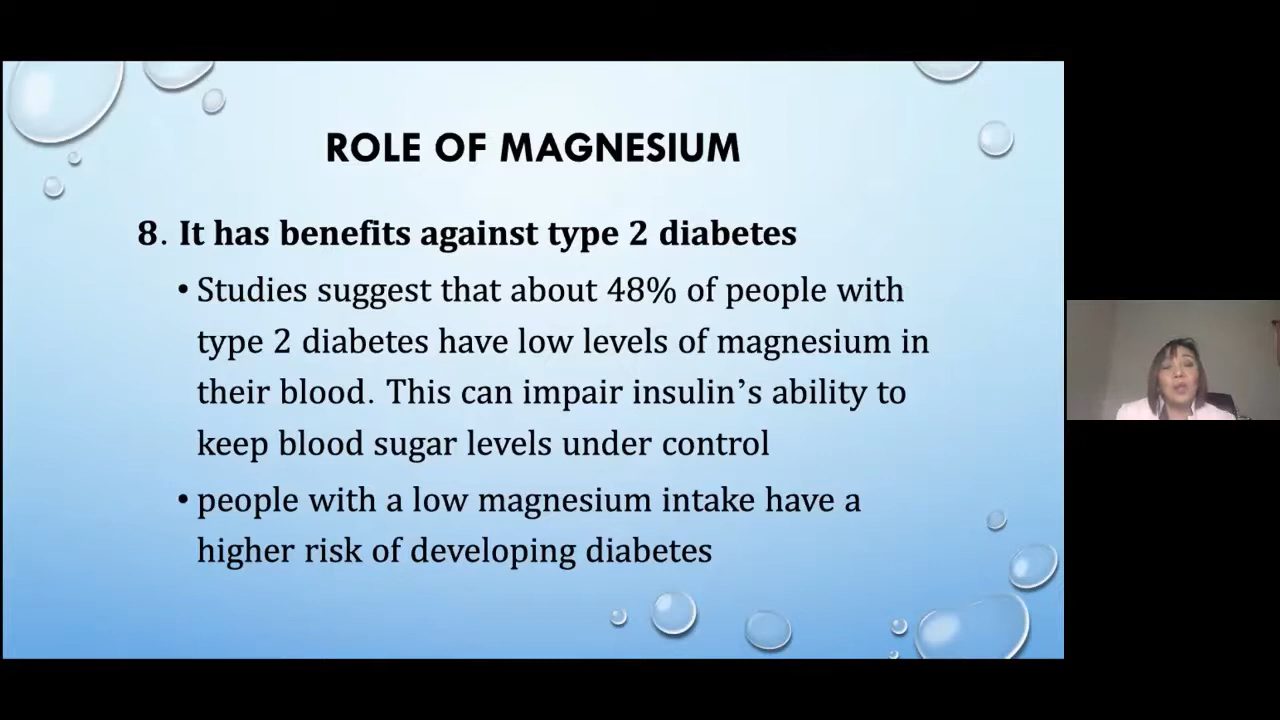 ROLE OF MAGNESIUM
8. It has benefits against type 2 diabetes
• Studies suggest that about 48% of people with
type 2 diabetes have low levels of magnesium in
their blood. This can impair insulin’s ability to
keep blood sugar levels under control
• people with a low magnesium intake have a
higher risk of developing diabetes